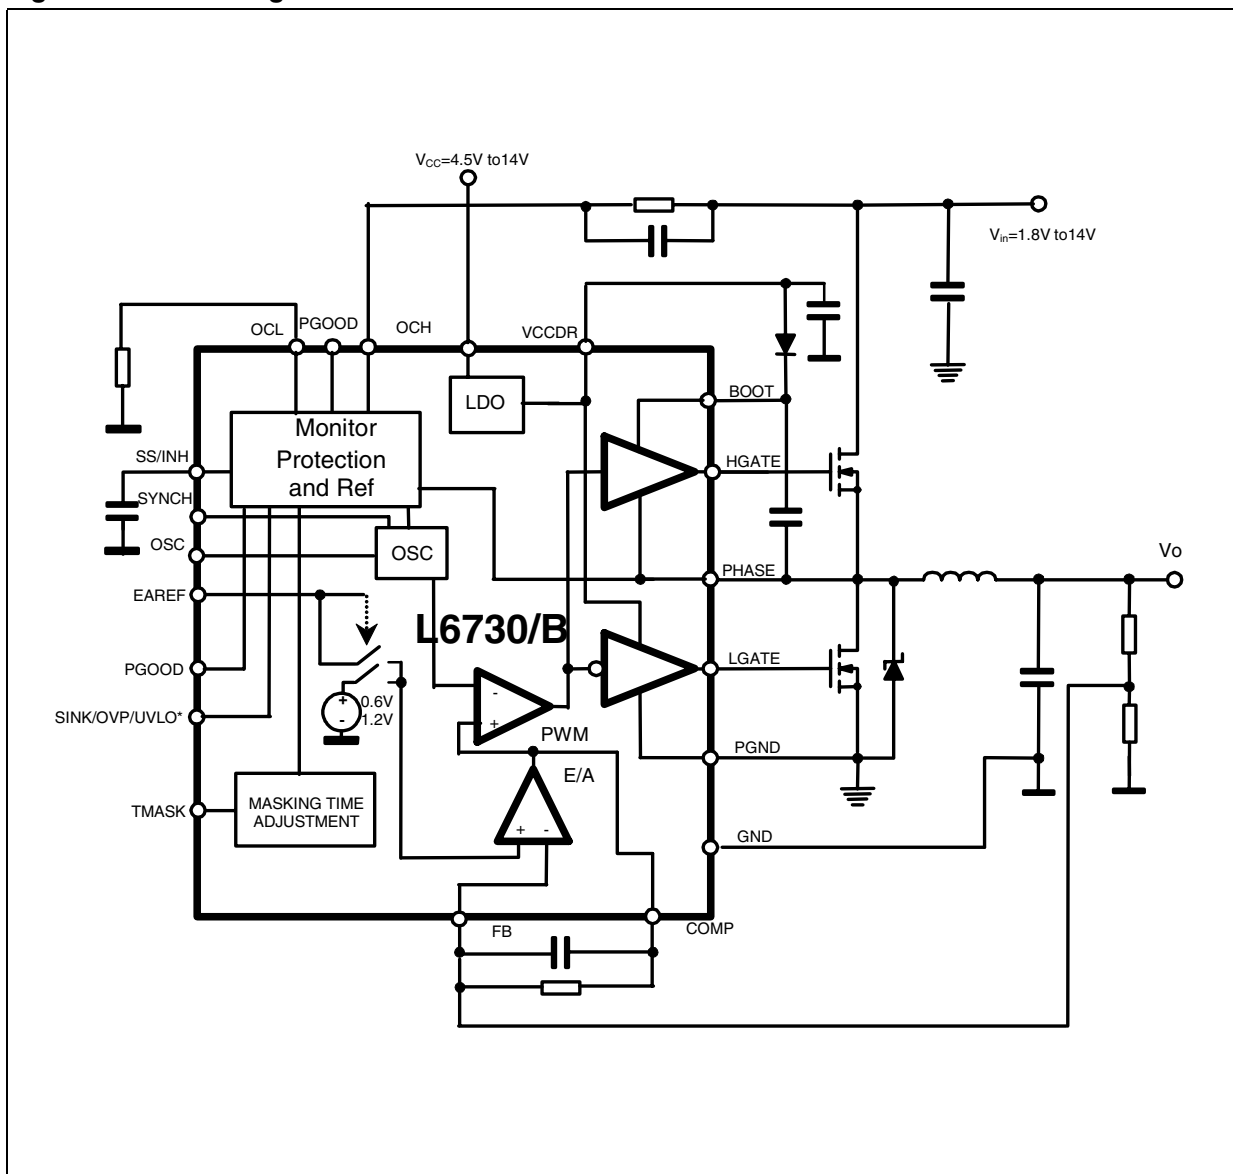 V_CC=4.5V to14V
V_in=1.8V to14V
OCL
PGOOD
OCH
VCCDR
LDO
BOOT
Monitor
Protection
and Ref
SS/INH
HGATE
SYNCH
OSC
OSC
Vo
PHASE
EAREF
L6730/B
LGATE
PGOOD
0.6V
1.2V
+
-
SINK/OVP/UVLO*
-
+
PWM
PGND
E/A
MASKING TIME
ADJUSTMENT
TMASK
+ -
GND
FB
COMP